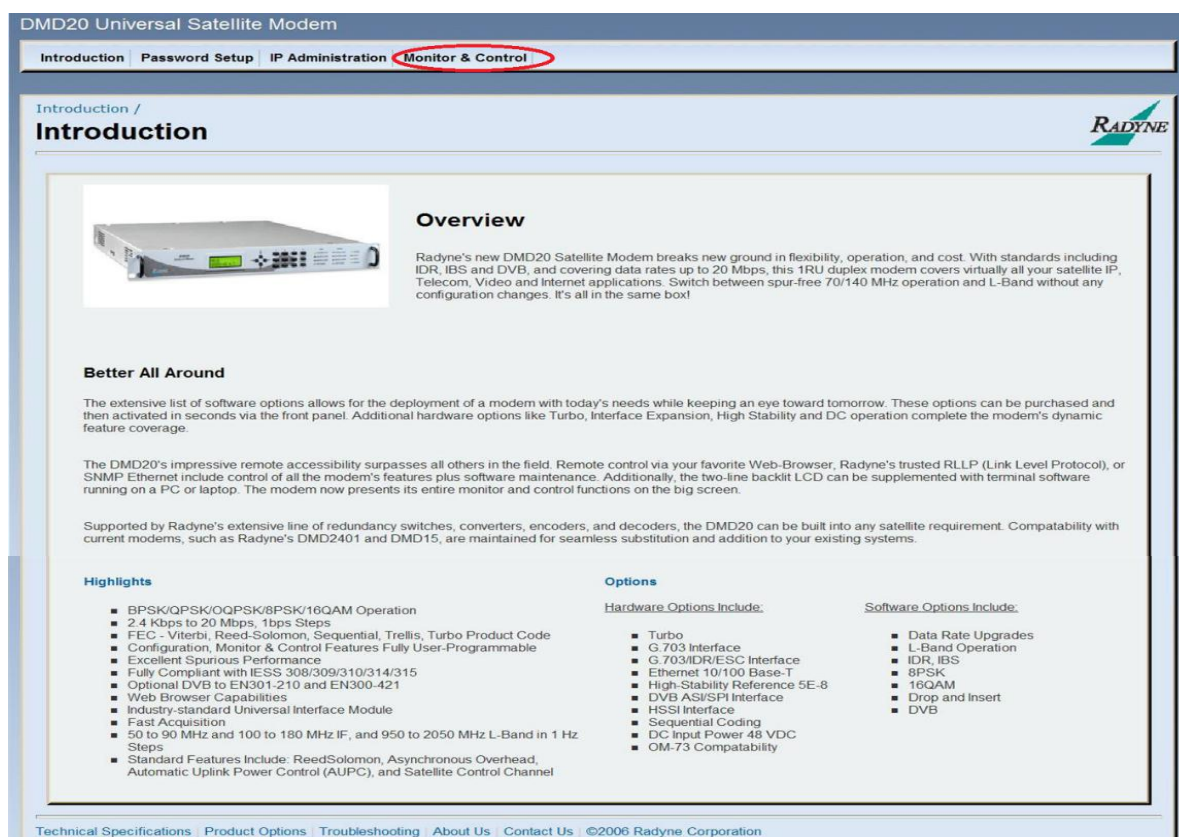 DMD20 Universal Satellite Modem
Introduction Password Setup IP Administration Monitor & Control
Introduction /
Introduction
RADYNE
Overview
Radyne's new DMD20 Satellite Modem breaks new ground in flexibility, operation, and cost. With standards including
IDR, IBS and DVB, and covering data rates up to 20 Mbps, this 1RU duplex modem covers virtually all your satellite IP,
Telecom, Video and Internet applications. Switch between spur-free 70/140 MHz operation and L-Band without any
configuration changes. It's all in the same box!
Better All Around
The extensive list of software options allows for the deployment of a modem with today's needs while keeping an eye toward tomorrow. These options can be purchased and
then activated in seconds via the front panel. Additional hardware options like Turbo, Interface Expansion, High Stability and DC operation complete the modem's dynamic
feature coverage.
The DMD20's impressive remote accessibility surpasses all others in the field. Remote control via your favorite Web-Browser, Radyne's trusted RLLP (Link Level Protocol), or
SNMP Ethernet include control of all the modem's features plus software maintenance. Additionally, the two-line backlit LCD can be supplemented with terminal software
running on a PC or laptop. The modem now presents its entire monitor and control functions on the big screen.
Supported by Radyne's extensive line of redundancy switches, converters, encoders, and decoders, the DMD20 can be built into any satellite requirement. Compatability with
current modems, such as Radyne's DMD2401 and DMD15, are maintained for seamless substitution and addition to your existing systems.
Highlights
BPSK/QPSK/OQPSK/8PSK/16QAM Operation
2.4 Kbps to 20 Mbps, 1bps Steps
FEC - Viterbi, Reed-Solomon, Sequential, Trellis, Turbo Product Code
Configuration, Monitor & Control Features Fully User-Programmable
Excellent Spurious Performance
Fully Compliant with IESS 308/309/310/314/315
Optional DVB to EN301-210 and EN300-421
Web Browser Capabilities
Industry-standard Universal Interface Module
Fast Acquisition
50 to 90 MHz and 100 to 180 MHz IF, and 950 to 2050 MHz L-Band in 1 Hz
Steps
Standard Features Include: ReedSolomon, Asynchronous Overhead,
Automatic Uplink Power Control (AUPC), and Satellite Control Channel
Options
Hardware Options Include:
Turbo
G.703 Interface
G.703/IDR/ESC Interface
Ethernet 10/100 Base-T
High-Stability Reference 5E-8
DVB ASI/SPI Interface
HSSI Interface
Sequential Coding
DC Input Power 48 VDC
OM-73 Compatability
Software Options Include:
Data Rate Upgrades
L-Band Operation
IDR, IBS
8PSK
16QAM
Drop and Insert
DVB
Technical Specifications Product Options Troubleshooting About Us Contact Us ©2006 Radyne Corporation